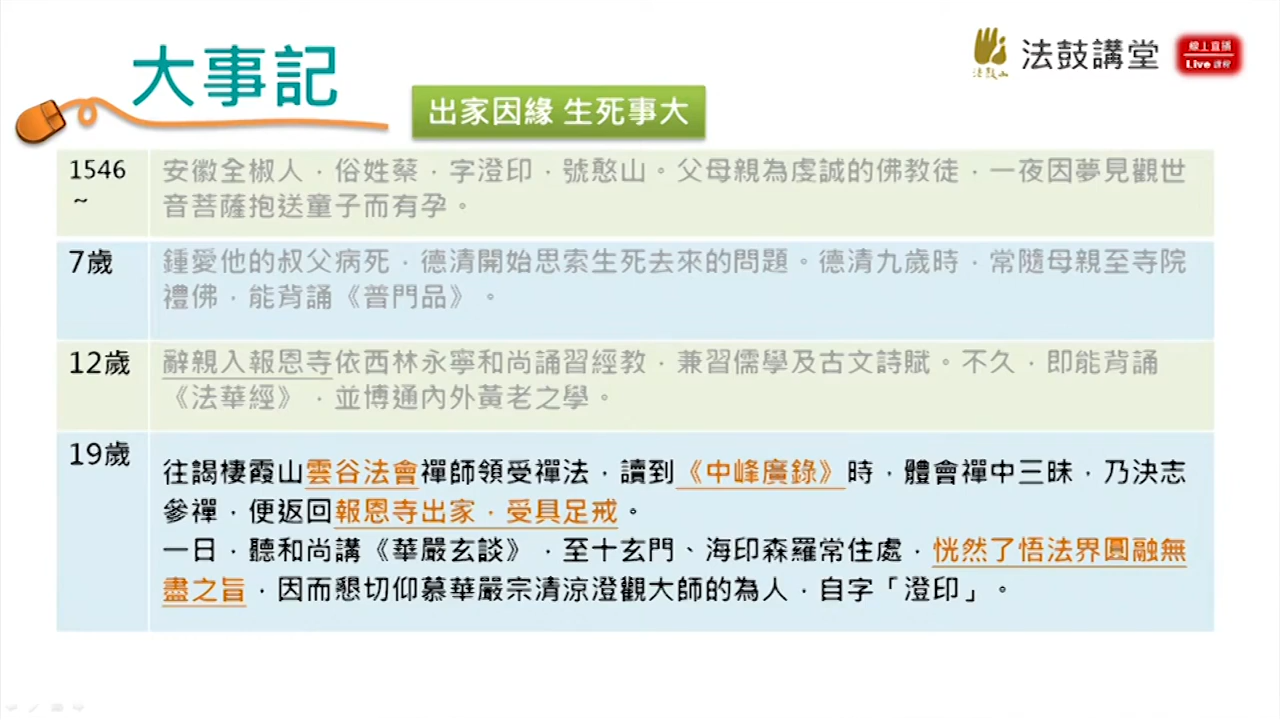 大事記
出家因緣 生死事大
法鼓山
法鼓講堂
線上直播
Live 課程
1546
~
安徽全椒人，俗姓蔡，字澄印，號憨山。父母親為虔誠的佛教徒，一夜因夢見觀世
音菩薩抱送童子而有孕。
7歲
鍾愛他的叔父病死，德清開始思索生死去來的問題。德清九歲時，常隨母親至寺院
禮佛，能背誦《普門品》。
12歲
辭親入報恩寺依西林永寧和尚誦習經教，兼習儒學及古文詩賦。不久，即能背誦
《法華經》，並博通內外黃老之學。
19歲
往謁棲霞山雲谷法會禪師領受禪法，讀到《中峰廣錄》時，體會禪中三昧，乃決志
參禪，便返回報恩寺出家，受具足戒。
一日，聽和尚講《華嚴玄談》，至十玄門、海印森羅常住處，恍然了悟法界圓融無
盡之旨，因而懇切仰慕華嚴宗清涼澄觀大師的為人，自字「澄印」。